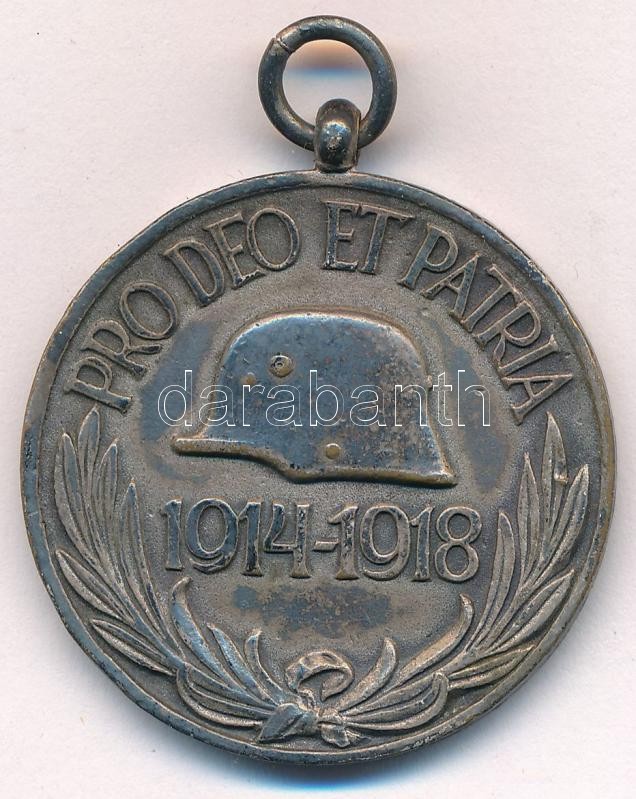 PRO DEO ET PATRIA
darabanth
1914-1918